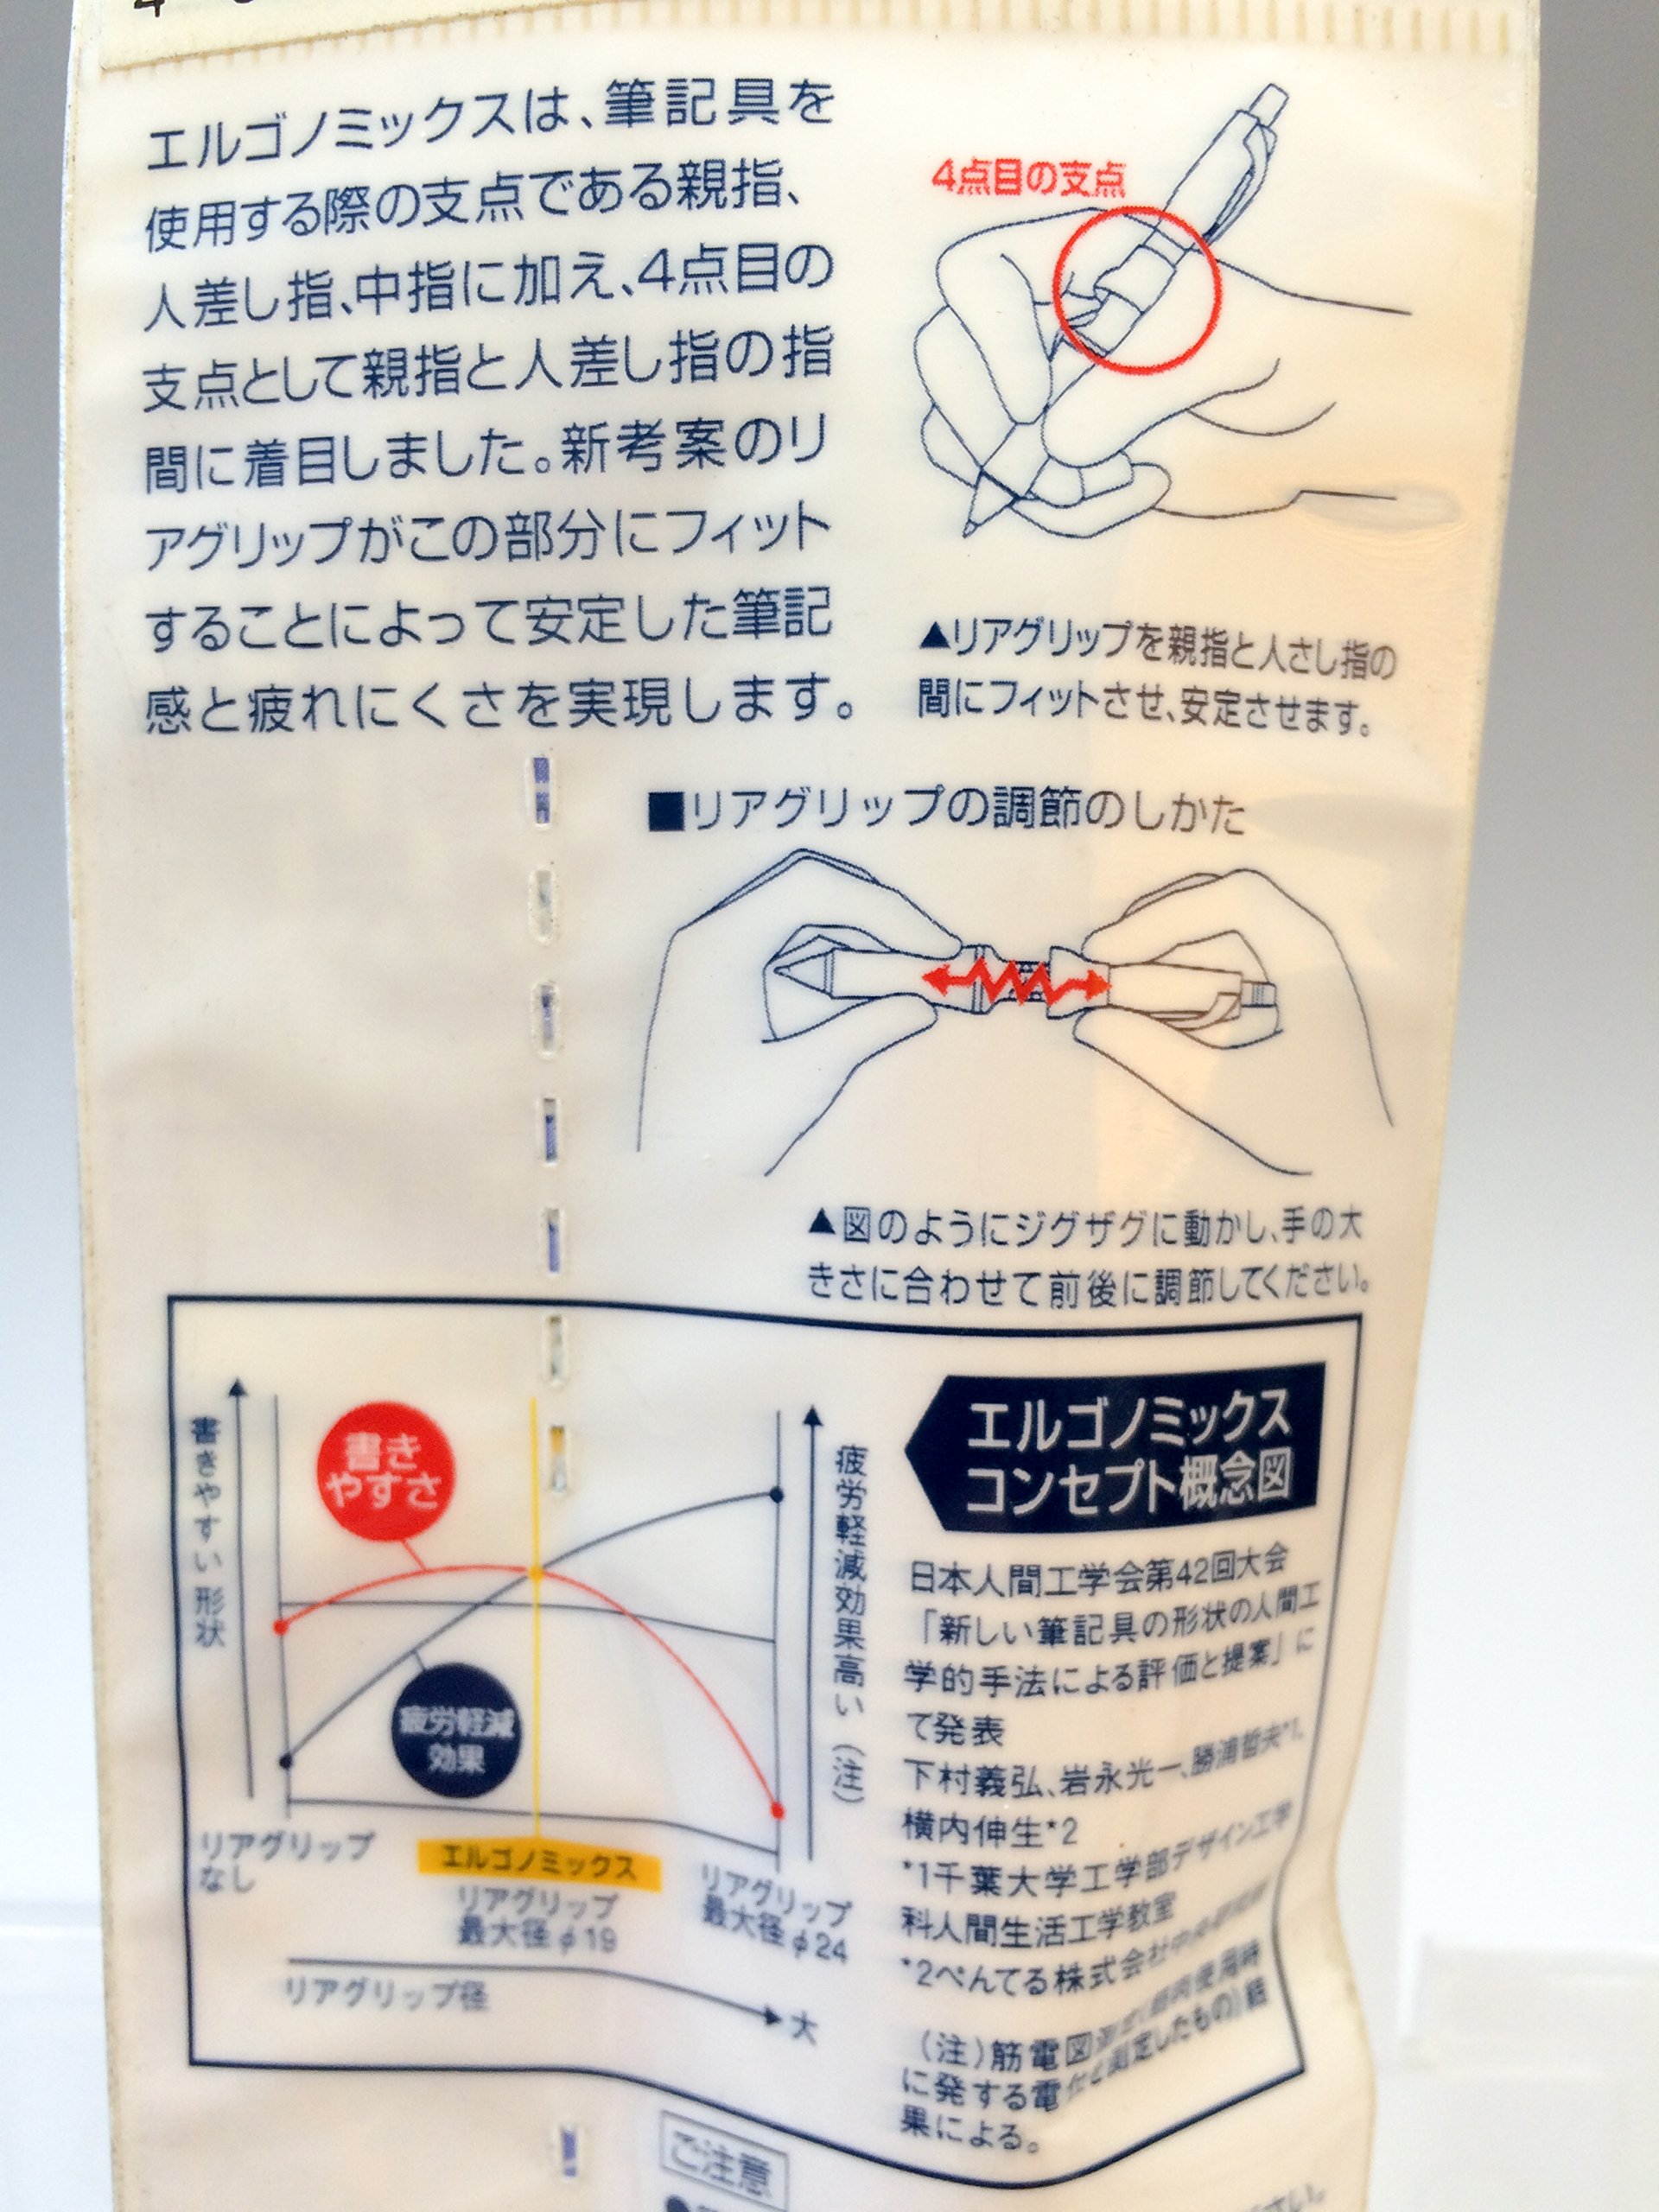 エルゴノミックスは、筆記具を
使用する際の支点である親指、
人差し指、中指に加え、4点目の
支点として親指と人差し指の指
間に着目しました。新考案のリ
アグリップがこの部分にフィット
することによって安定した筆記
感と疲れにくさを実現します。
4点目の支点
▲リアグリップを親指と人さし指の
間にフィットさせ、安定させます。
■リアグリップの調節のしかた
▲図のようにジグザグに動かし、手の大
きさに合わせて前後に調節してください。
書きやすい形状
書き
やすさ
疲労軽減
効果
疲労軽減効果高い(注)
リアグリップ
なし
エルゴノミックス
リアグリップ
最大径φ19
リアグリップ
最大径φ24
リアグリップ径
大
エルゴノミックス
コンセプト概念図
日本人間工学会第42回大会
「新しい筆記具の形状の人間工
学的手法による評価と提案」に
て発表
下村義弘、岩永光一、勝浦哲夫*1、
横内伸生*2
*1千葉大学工学部デザイン工学
科人間生活工学教室
*2ぺんてる株式会社中央
(注)筋電図 使用時
に発する電 測定したもの)結
果による。
ご注意